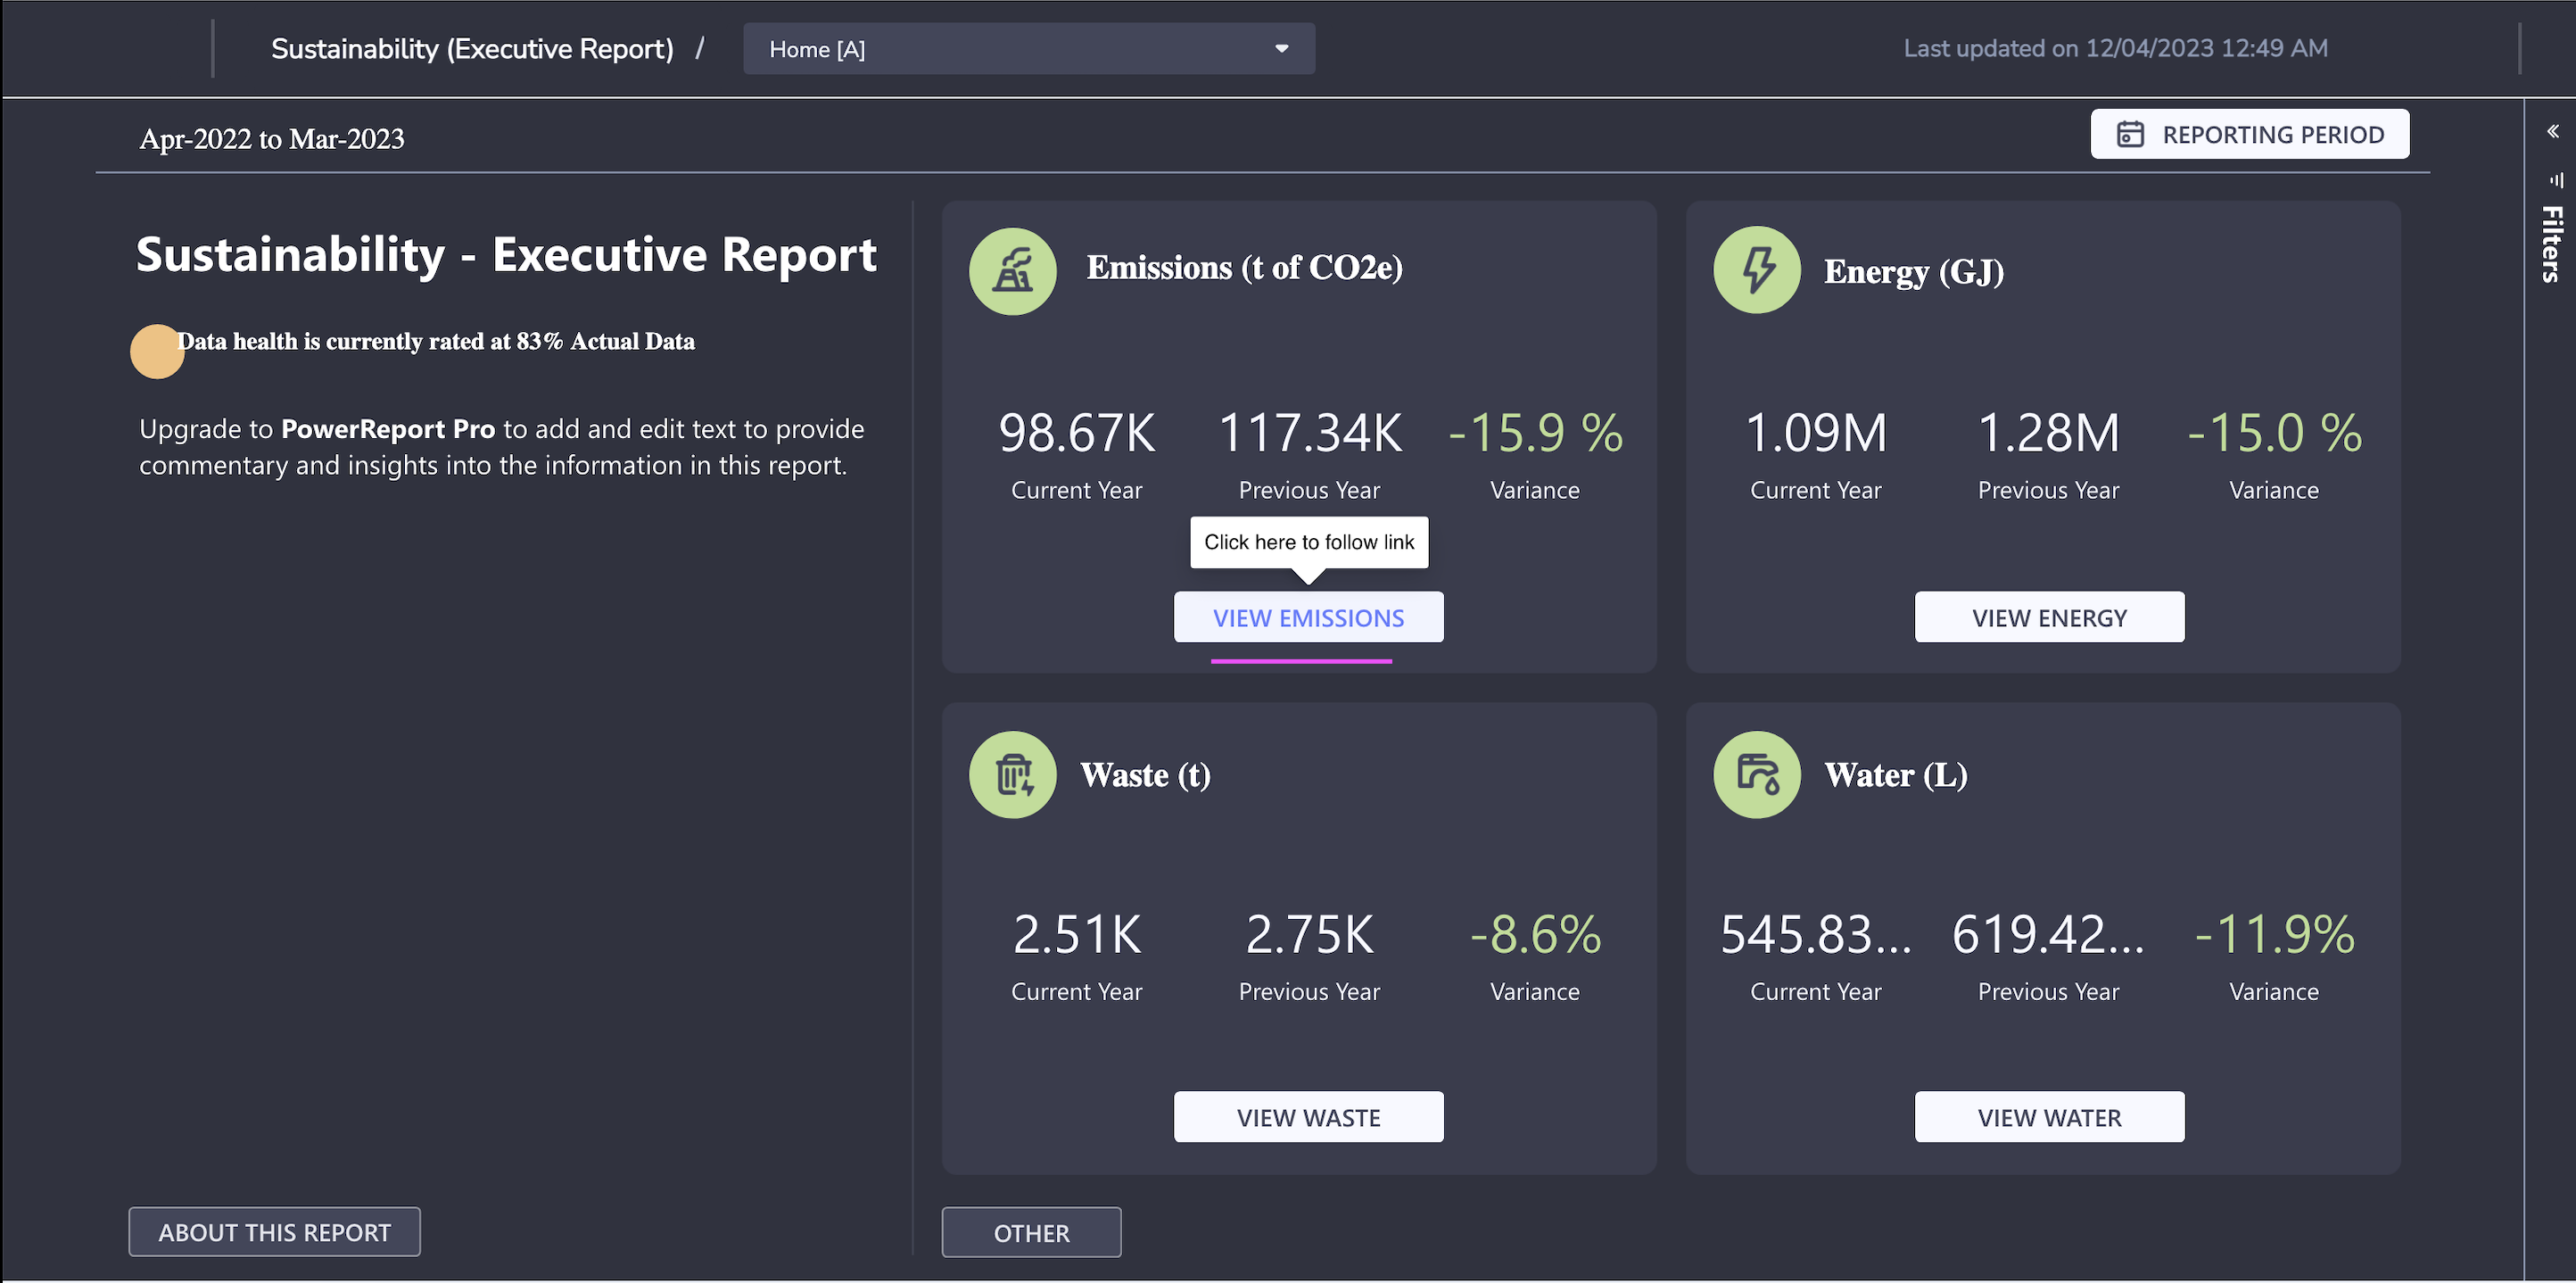 Sustainability (Executive Report) / Home [A]
Last updated on 12/04/2023 12:49 AM
Apr-2022 to Mar-2023
REPORTING PERIOD
Filters
Sustainability - Executive Report
Data health is currently rated at 83% Actual Data
Upgrade to PowerReport Pro to add and edit text to provide
commentary and insights into the information in this report.
Emissions (t of CO2e)
98.67K 117.34K -15.9 %
Current Year Previous Year Variance
Click here to follow link
VIEW EMISSIONS
Energy (GJ)
1.09M 1.28M -15.0 %
Current Year Previous Year Variance
VIEW ENERGY
Waste (t)
2.51K 2.75K -8.6%
Current Year Previous Year Variance
VIEW WASTE
Water (L)
545.83... 619.42... -11.9%
Current Year Previous Year Variance
VIEW WATER
ABOUT THIS REPORT
OTHER